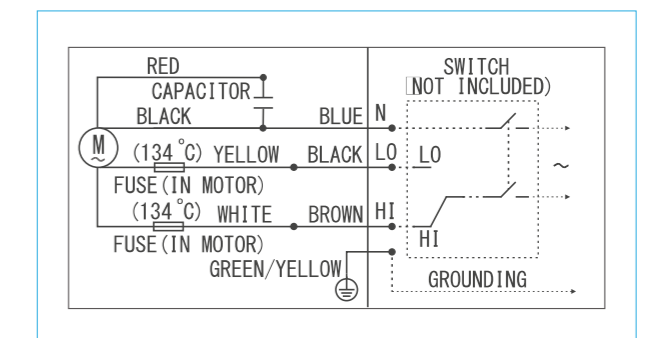 RED
CAPACITOR
BLACK
BLUE
N
SWITCH
NOT INCLUDED)
M
~
(134°C) YELLOW
BLACK
LO
LO
~
FUSE(IN MOTOR)
(134°C) WHITE
BROWN
HI
HI
FUSE(IN MOTOR)
GREEN/YELLOW
GROUNDING